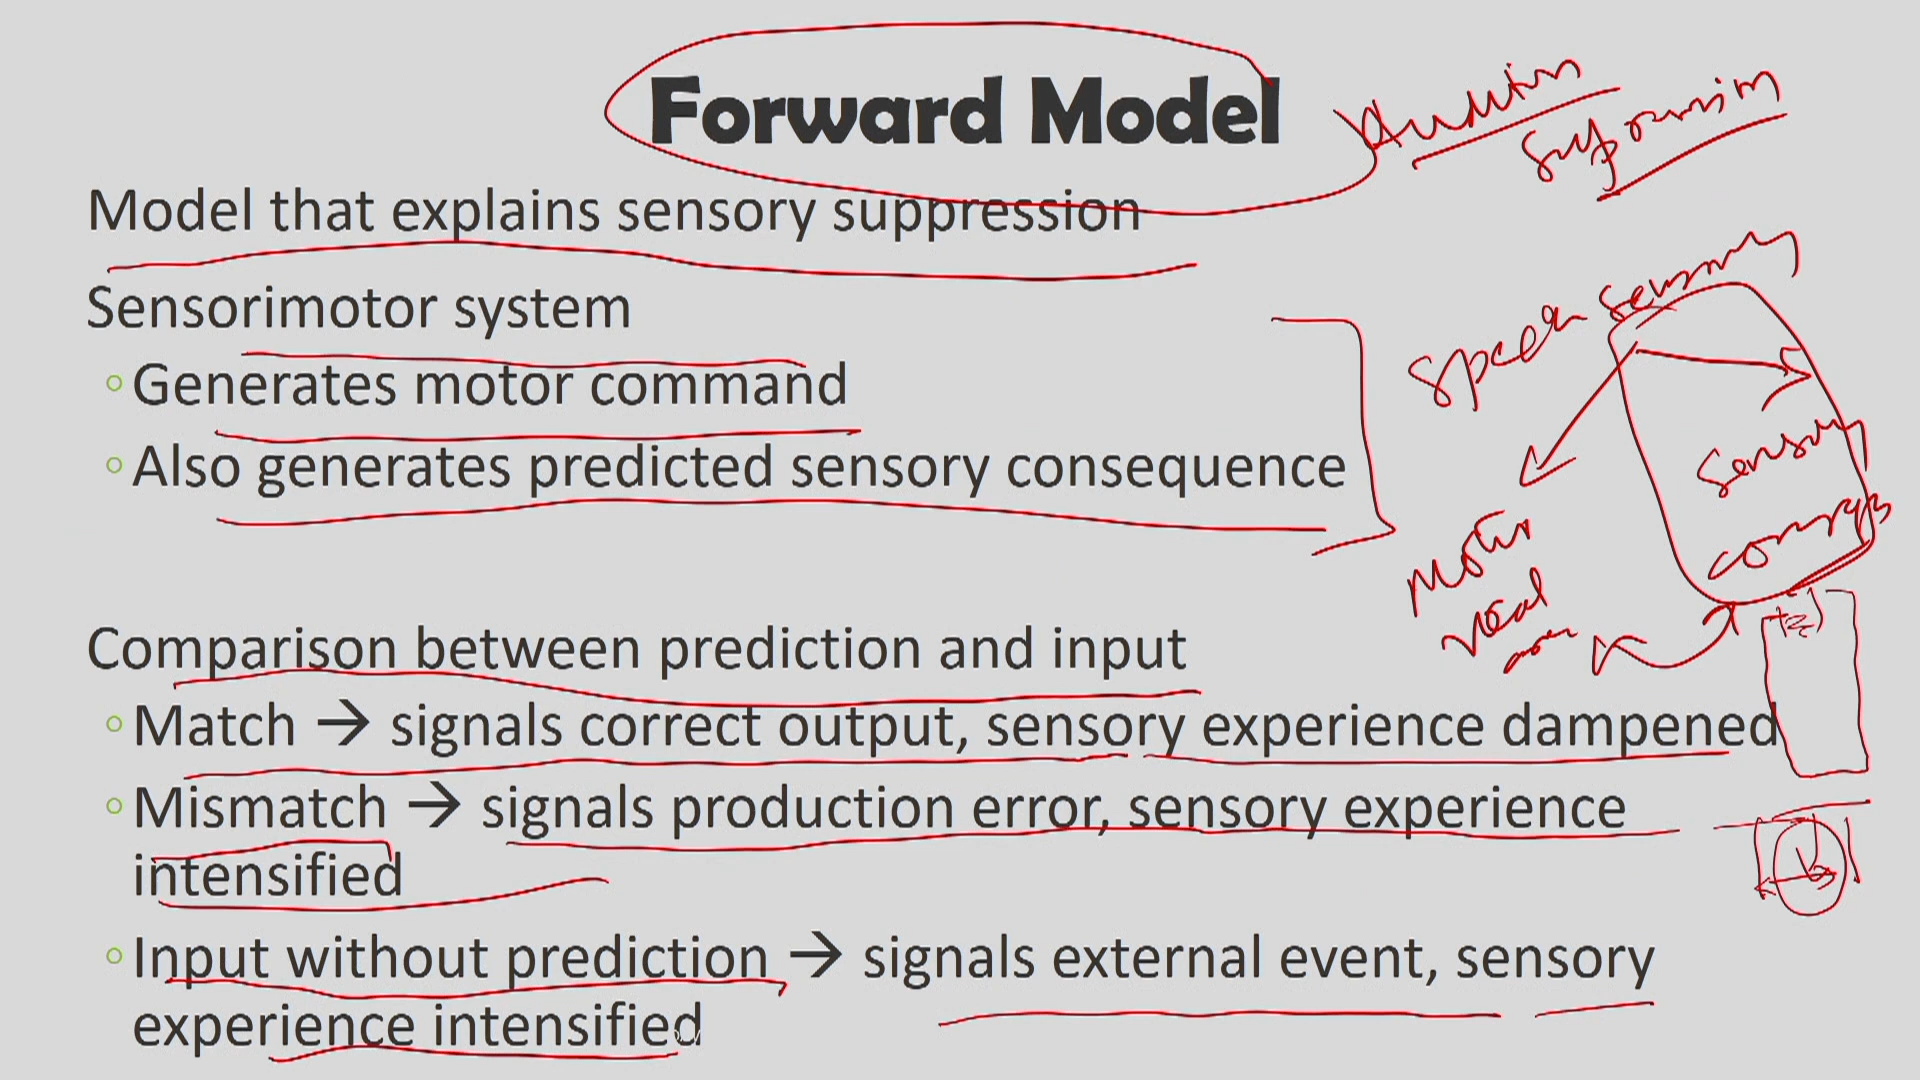 Forward Model
Model that explains sensory suppression
Sensorimotor system
Generates motor command
Also generates predicted sensory consequence
Comparison between prediction and input
Match → signals correct output, sensory experience dampened
Mismatch → signals production error, sensory experience
intensified
Input without prediction → signals external event, sensory
experience intensified
suppression
speech sensory
sensory
motor